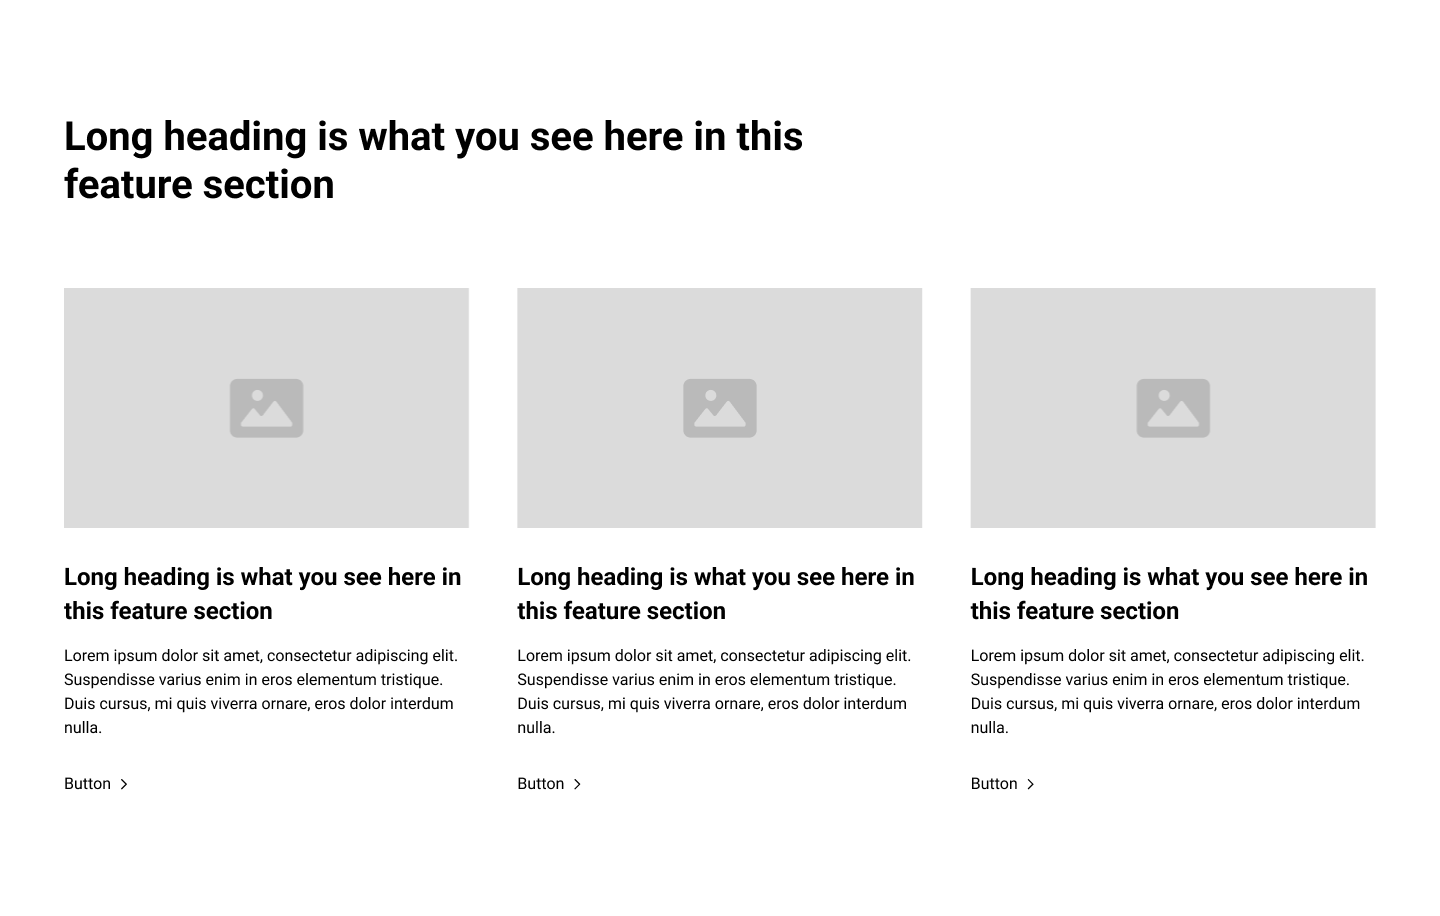 Long heading is what you see here in this
feature section
Long heading is what you see here in
this feature section
Lorem ipsum dolor sit amet, consectetur adipiscing elit.
Suspendisse varius enim in eros elementum tristique.
Duis cursus, mi quis viverra ornare, eros dolor interdum
nulla.
Button
Long heading is what you see here in
this feature section
Lorem ipsum dolor sit amet, consectetur adipiscing elit.
Suspendisse varius enim in eros elementum tristique.
Duis cursus, mi quis viverra ornare, eros dolor interdum
nulla.
Button
Long heading is what you see here in
this feature section
Lorem ipsum dolor sit amet, consectetur adipiscing elit.
Suspendisse varius enim in eros elementum tristique.
Duis cursus, mi quis viverra ornare, eros dolor interdum
nulla.
Button